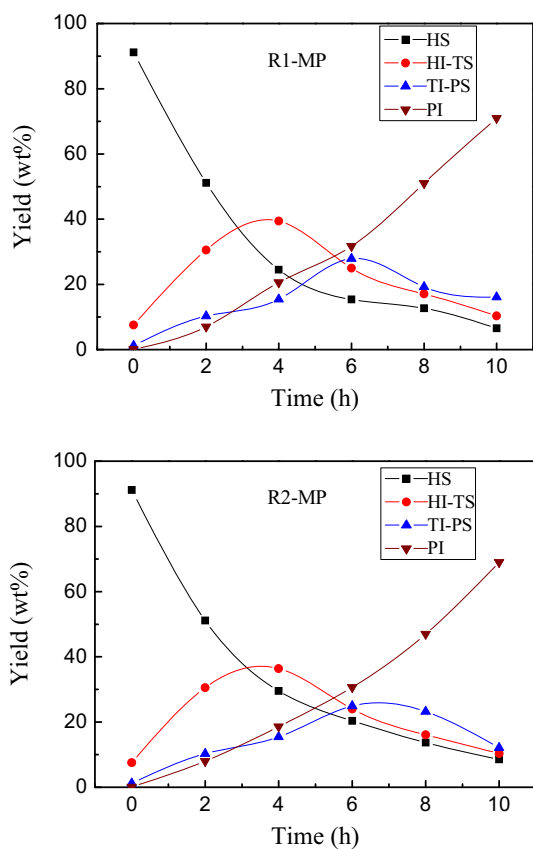 R1-MP
HS
HI-TS
TI-PS
PI
100
80
60
40
20
0
Yield (wt%)
0 2 4 6 8 10
Time (h)
R2-MP
HS
HI-TS
TI-PS
PI
100
80
60
40
20
0
Yield (wt%)
0 2 4 6 8 10
Time (h)